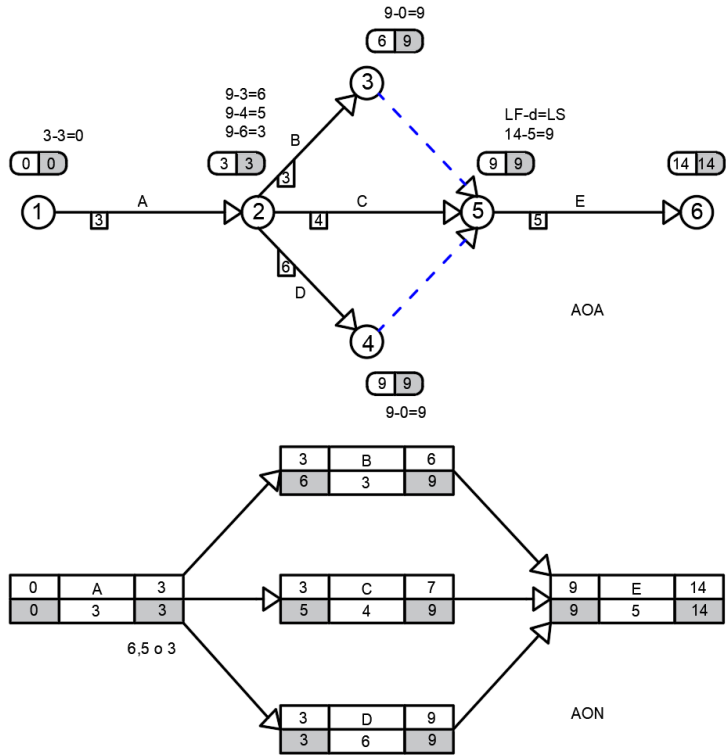 9-0=9
6 9
3
9-3=6
9-4=5
9-6=3
LF-d=LS
14-5=9
3-3=0
B
0 0
3 3
9 9
14 14
3
A
C
E
1
2
5
6
3
4
5
6
D
AOA
4
9 9
9-0=9
3 B 6
6 3 9
0 A 3
0 3 3
3 C 7
5 4 9
9 E 14
9 5 14
6,5 o 3
3 D 9
3 6 9
AON